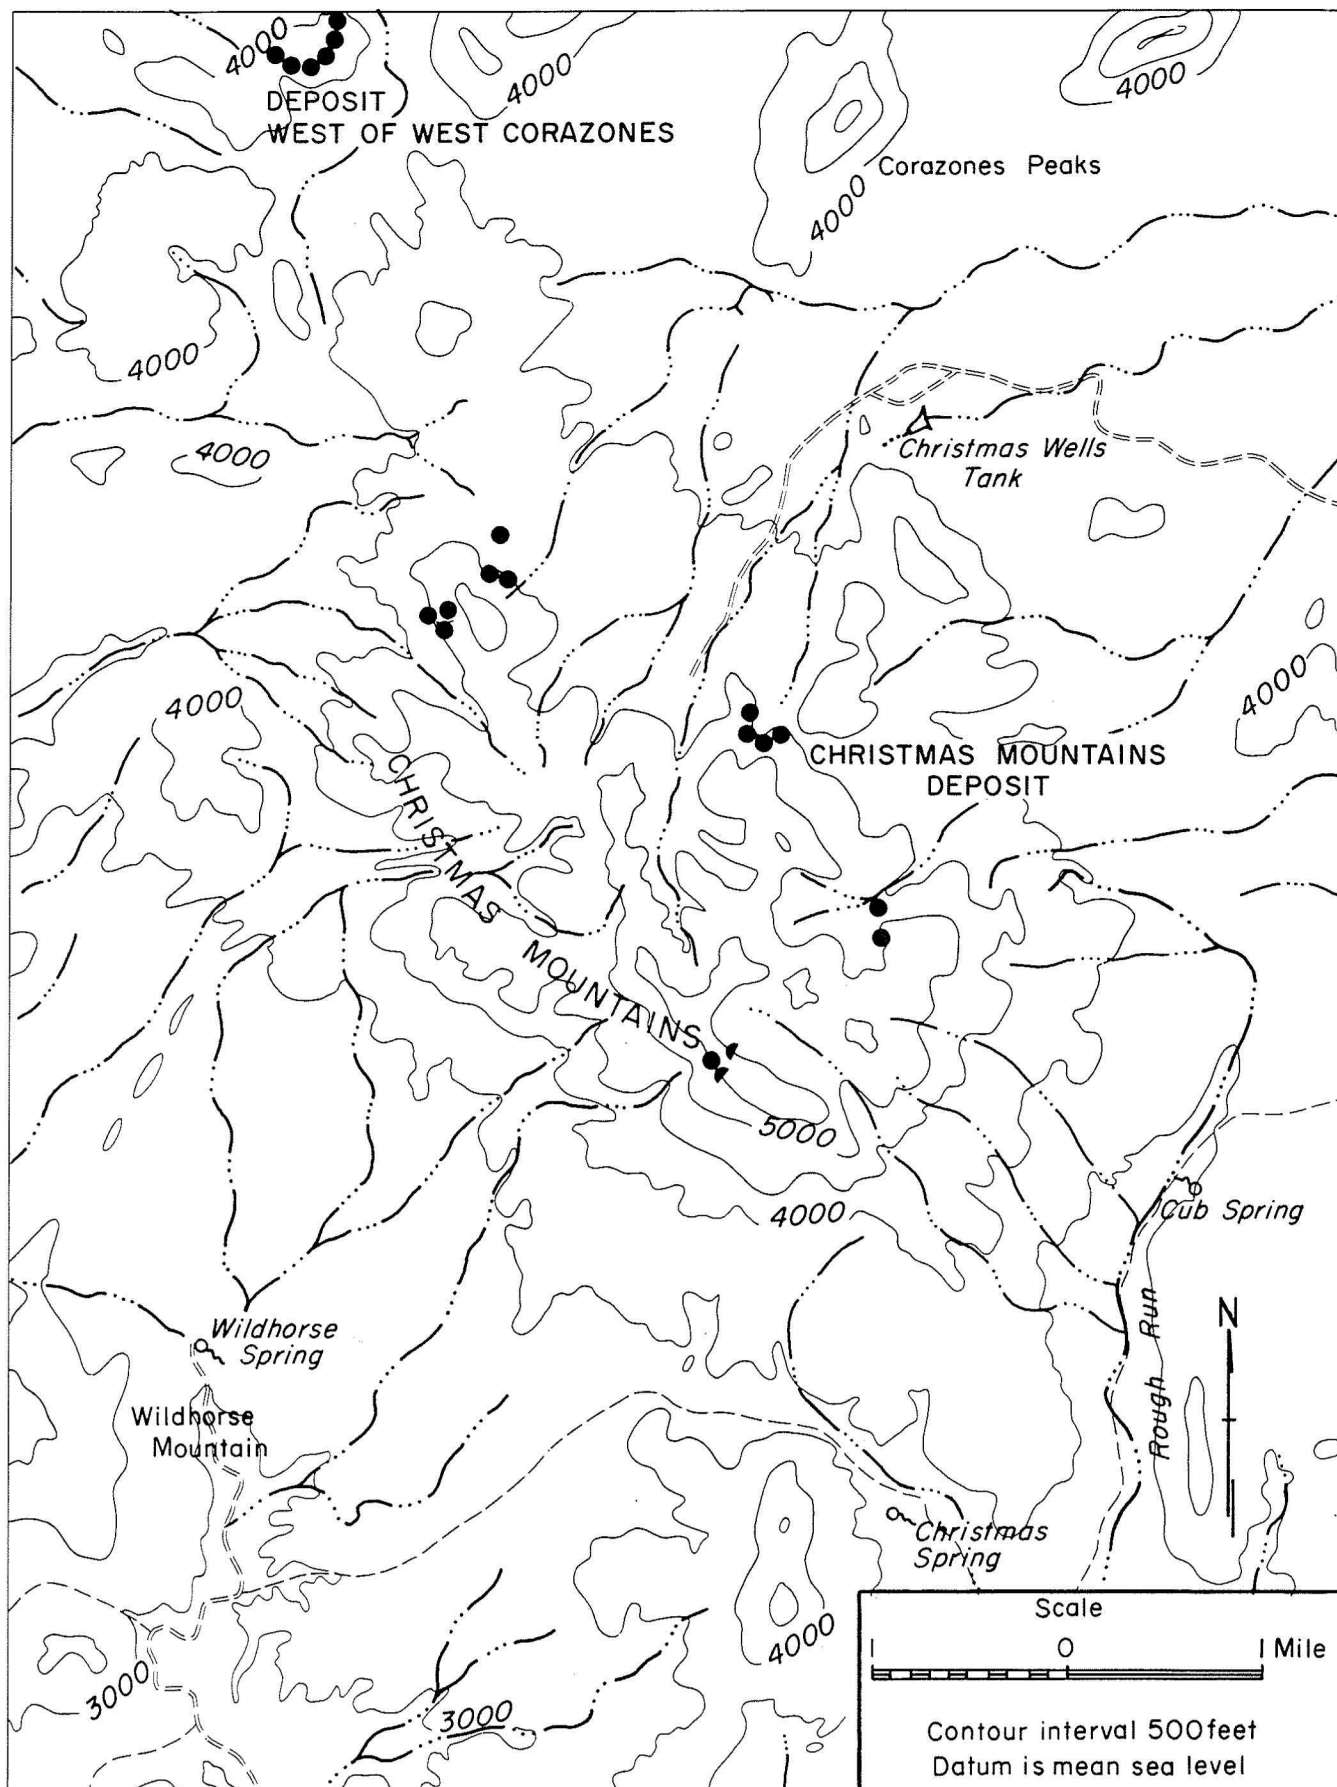 4000
4000
4000
DEPOSIT
WEST OF WEST CORAZONES
Corazones Peaks
4000
4000
4000
Christmas Wells
Tank
4000
4000
CHRISTMAS MOUNTAINS
DEPOSIT
CHRISTMAS MOUNTAINS
5000
4000
Cub Spring
Wildhorse
Spring
N
Rough Run
Wildhorse
Mountain
Christmas
Spring
4000
3000
3000
Scale
1 0 1 Mile
Contour interval 500 feet
Datum is mean sea level